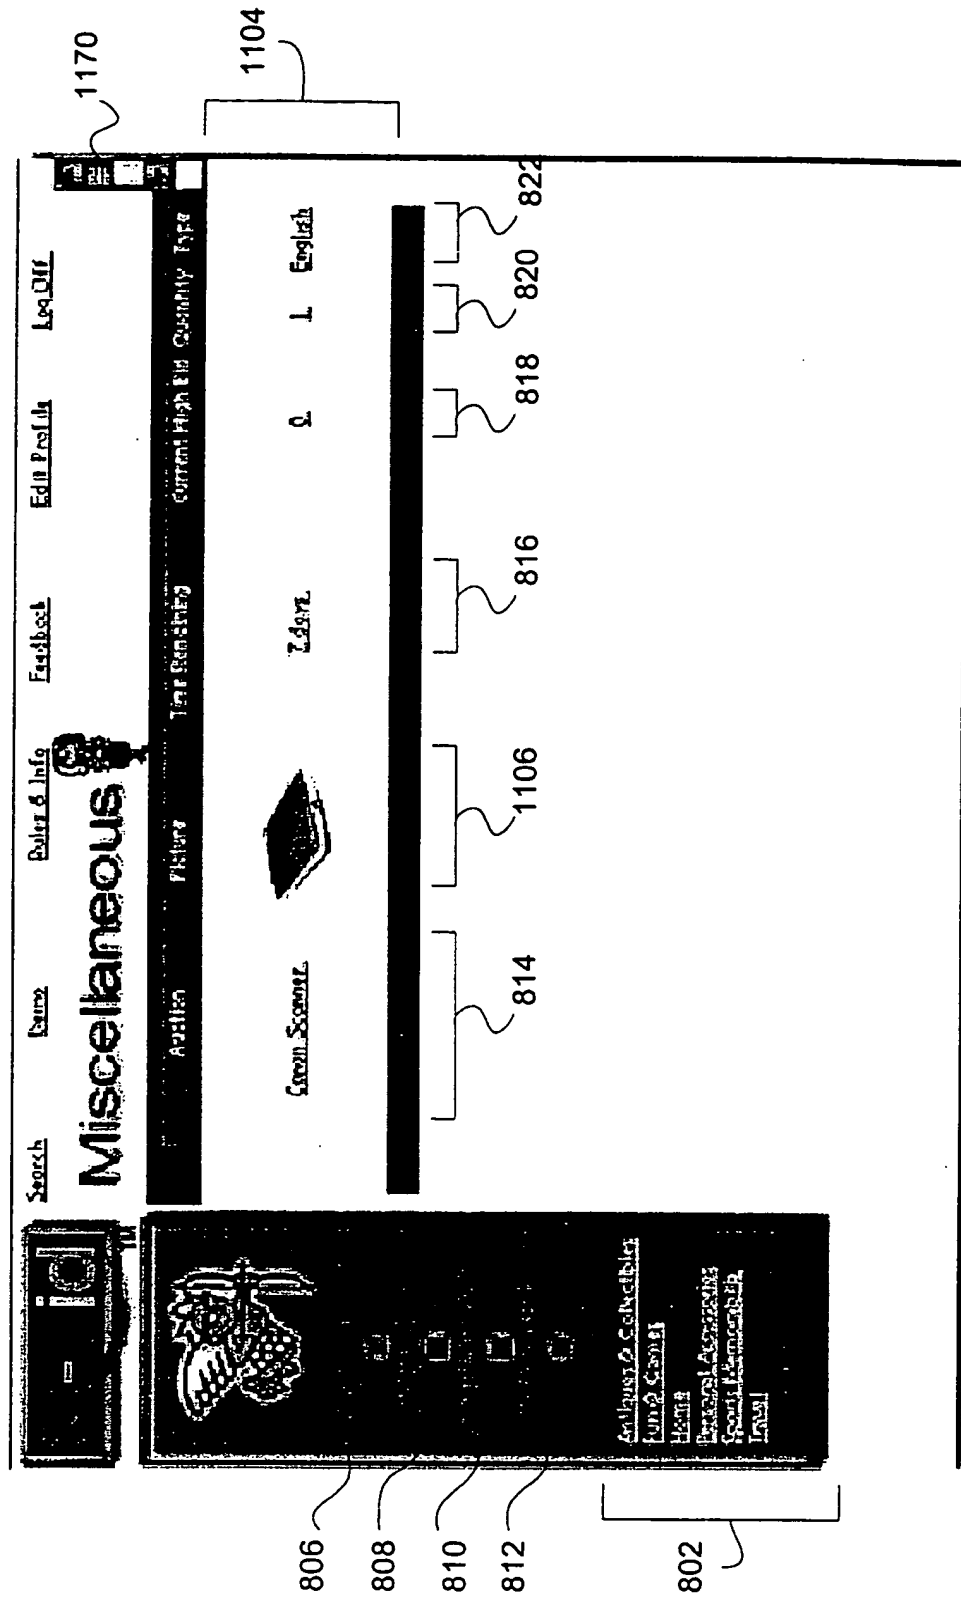 Search Demo Rules & Info Feedback Edit Profile Log Off
Miscellaneous
1170
Auction Picture Time Remaining Current High Bid Quantity Type
1104
Canon Scanner 7 days 0 1 English
814 1106 816 818 820 822
806
808
810
812
Antiques & Collectibles
Fun & Games
Home
Personal Accessories
Sports Memorabilia
Travel
802